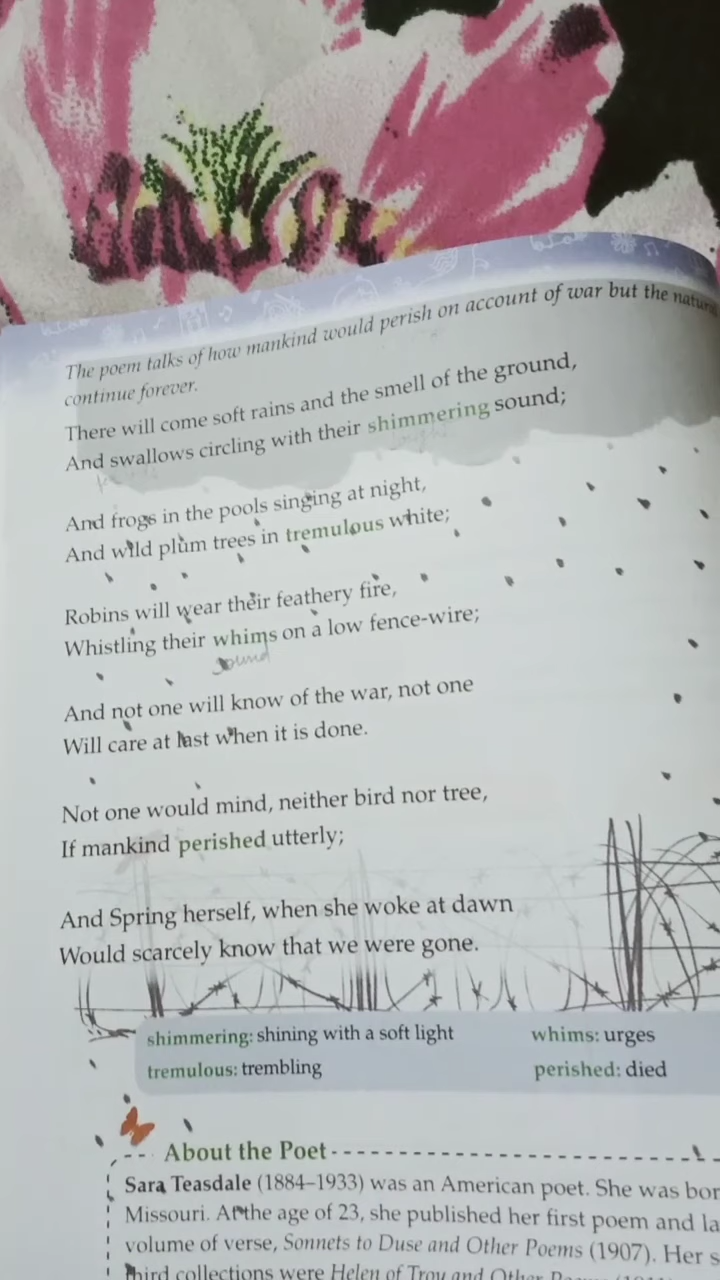 The poem talks of how mankind would perish on account of war but the natural
continue forever.
There will come soft rains and the smell of the ground,
And swallows circling with their shimmering sound;
And frogs in the pools singing at night,
And wild plum trees in tremulous white;
Robins will wear their feathery fire,
Whistling their whims on a low fence-wire;
sound
And not one will know of the war, not one
Will care at last when it is done.
Not one would mind, neither bird nor tree,
If mankind perished utterly;
And Spring herself, when she woke at dawn
Would scarcely know that we were gone.
shimmering: shining with a soft light whims: urges
tremulous: trembling perished: died
About the Poet
Sara Teasdale (1884–1933) was an American poet. She was bor
Missouri. At the age of 23, she published her first poem and la
volume of verse, Sonnets to Duse and Other Poems (1907). Her s
third collections were Helen of Troy and Other Poems